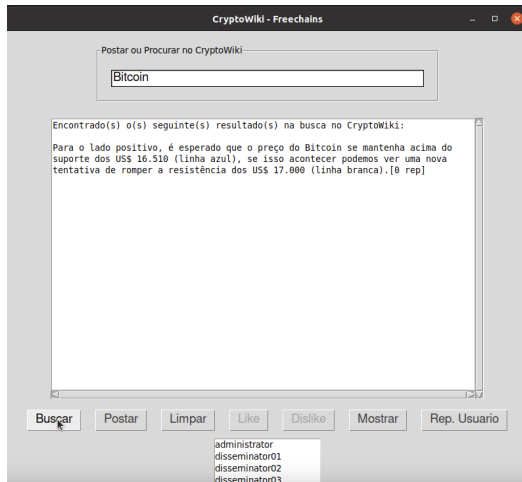 CryptoWiki - Freechains
Postar ou Procurar no CryptoWiki
Bitcoin
Encontrado(s) o(s) seguinte(s) resultado(s) na busca no CryptoWiki:
Para o lado positivo, é esperado que o preço do Bitcoin se mantenha acima do
suporte dos US$ 16.510 (linha azul), se isso acontecer podemos ver uma nova
tentativa de romper a resistência dos US$ 17.000 (linha branca).[0 rep]
Buscar Postar Limpar Like Dislike Mostrar Rep. Usuario
administrator
disseminator01
disseminator02
disseminator03